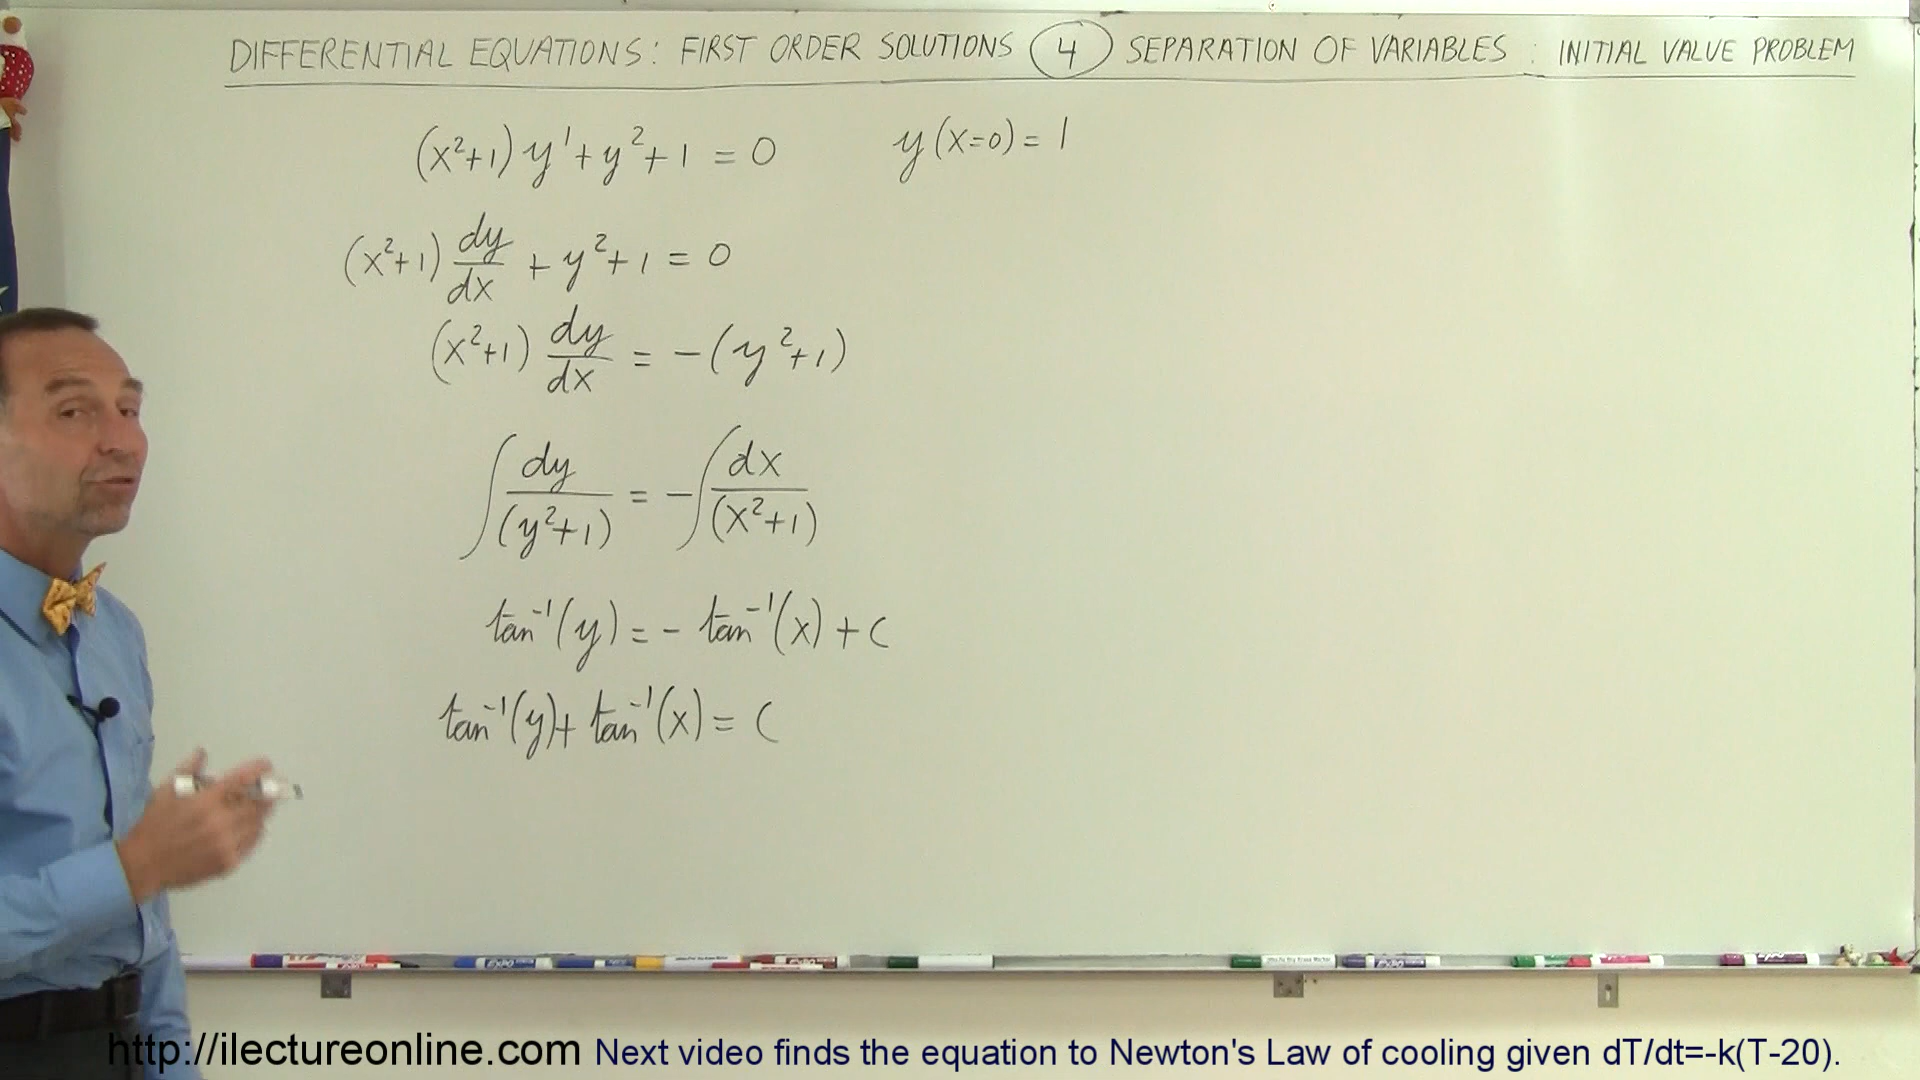 DIFFERENTIAL EQUATIONS: FIRST ORDER SOLUTIONS 4 SEPARATION OF VARIABLES : INITIAL VALUE PROBLEM
(x²+1) y' + y² + 1 = 0 y(x=0) = 1
(x²+1) dy/dx + y² + 1 = 0
(x²+1) dy/dx = -(y²+1)
∫ dy/(y²+1) = -∫ dx/(x²+1)
tan⁻¹(y) = - tan⁻¹(x) + C
tan⁻¹(y) + tan⁻¹(x) = C
http://ilectureonline.com Next video finds the equation to Newton's Law of cooling given dT/dt=-k(T-20).